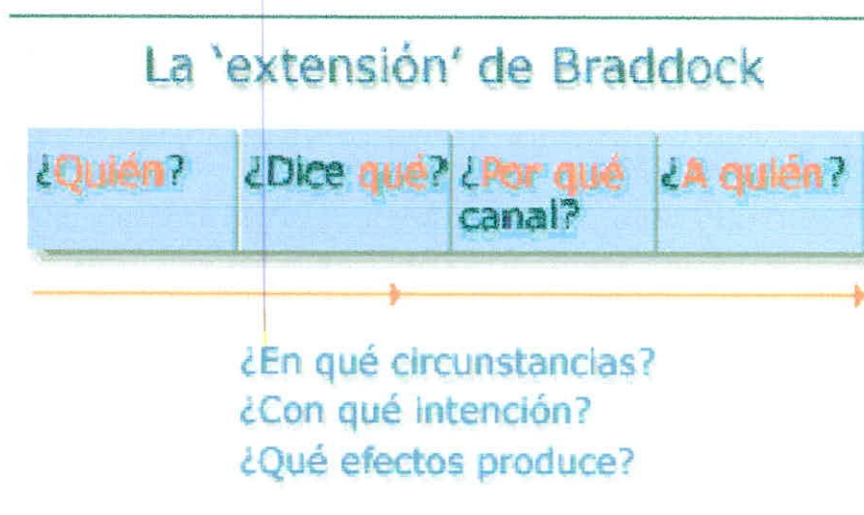 La ‘extensión’ de Braddock
¿Quién? ¿Dice qué? ¿Por qué ¿A quién?
canal?
¿En qué circunstancias?
¿Con qué intención?
¿Qué efectos produce?